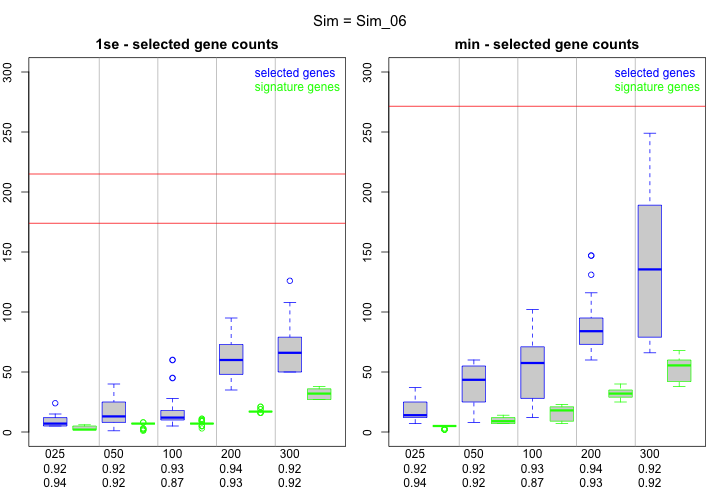 Sim = Sim_06
1se - selected gene counts
selected genes
signature genes
300
250
200
150
100
50
0
025 050 100 200 300
0.92 0.92 0.93 0.94 0.92
0.94 0.92 0.87 0.93 0.92
min - selected gene counts
selected genes
signature genes
300
250
200
150
100
50
0
025 050 100 200 300
0.92 0.92 0.93 0.94 0.92
0.94 0.92 0.87 0.93 0.92